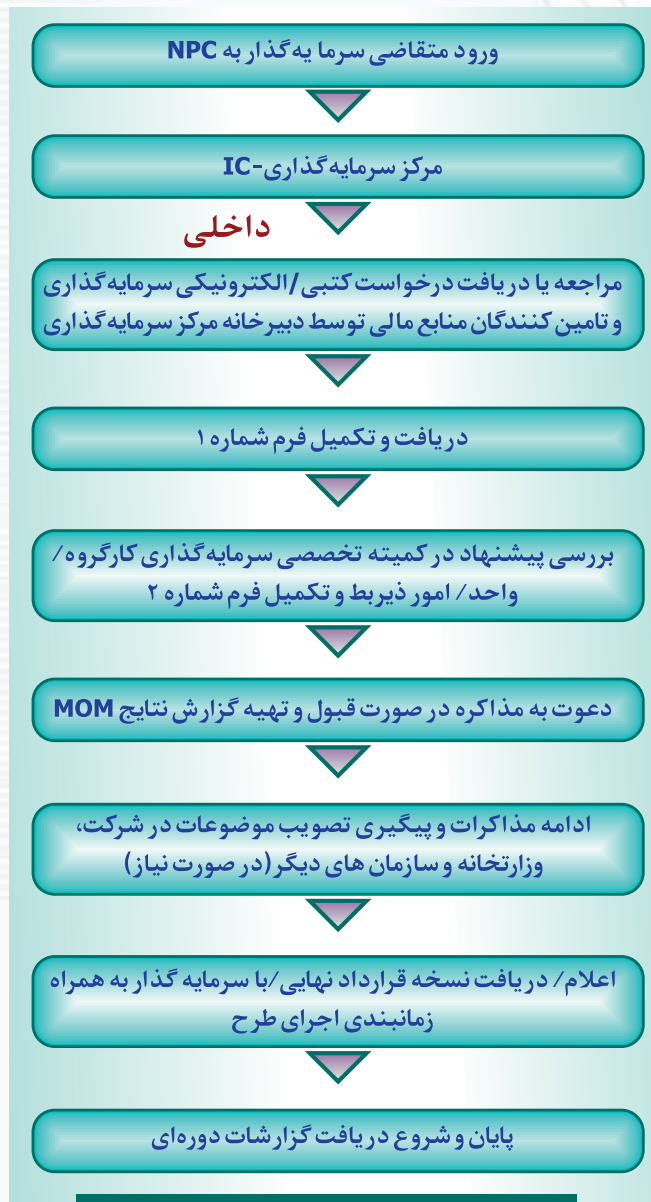 ورود متقاضی سرما یه‌گذار به NPC
مرکز سرمایه‌گذاری-IC
داخلی
مراجعه یا دریافت درخواست کتبی/الکترونیکی سرمایه‌گذاری
و تامین کنندگان منابع مالی توسط دبیرخانه مرکز سرمایه‌گذاری
دریافت و تکمیل فرم شماره ۱
بررسی پیشنهاد در کمیته تخصصی سرمایه‌گذاری کارگروه/
واحد/ امور ذیربط و تکمیل فرم شماره ۲
دعوت به مذاکره در صورت قبول و تهیه گزارش نتایج MOM
ادامه مذاکرات و پیگیری تصویب موضوعات در شرکت،
وزارتخانه و سازمان های دیگر(در صورت نیاز)
اعلام/ دریافت نسخه قرارداد نهایی/با سرمایه گذار به همراه
زمانبندی اجرای طرح
پایان و شروع دریافت گزارشات دوره‌ای